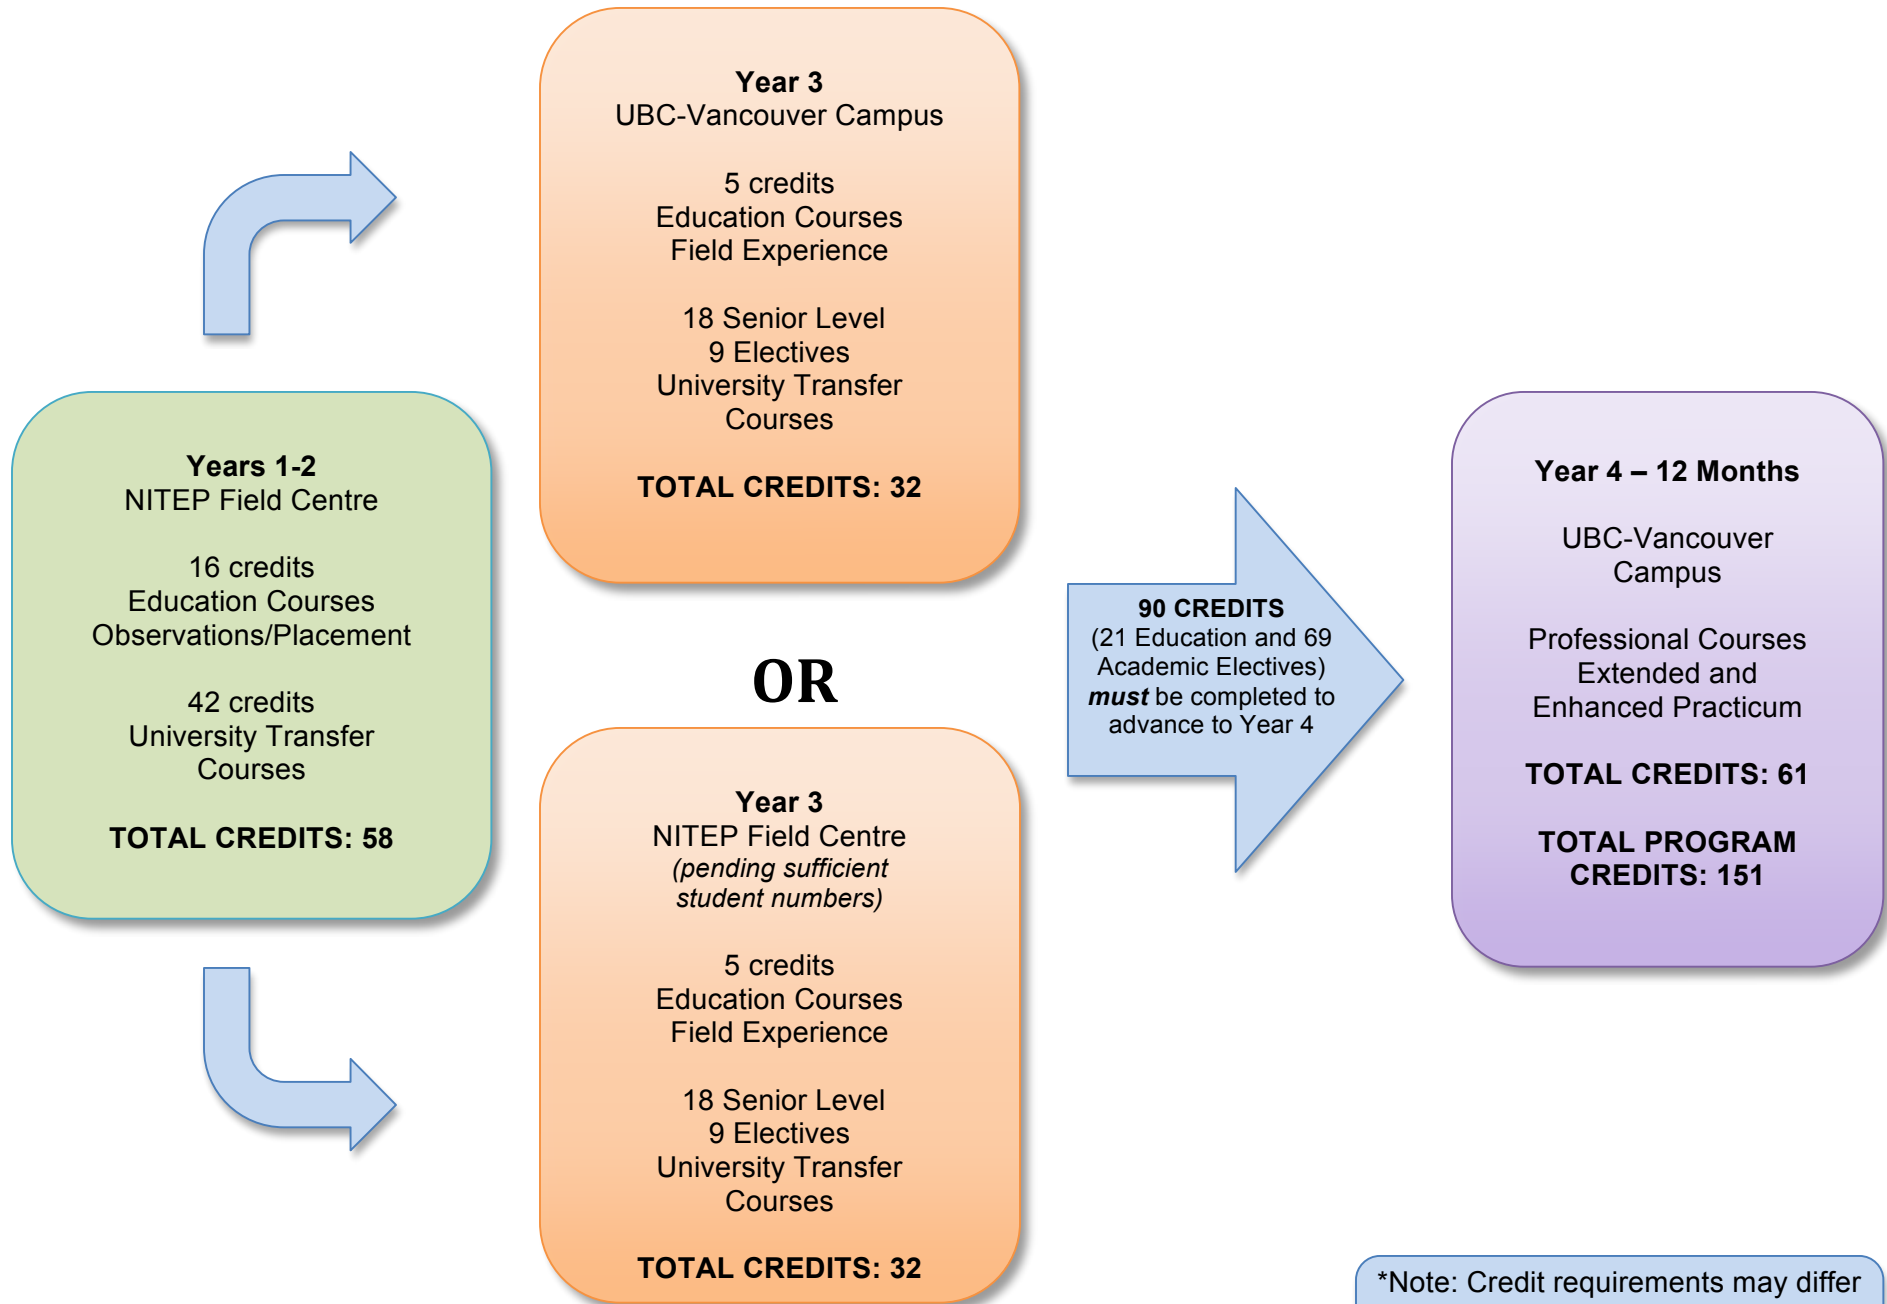 Years 1-2
NITEP Field Centre
16 credits
Education Courses
Observations/Placement
42 credits
University Transfer
Courses
TOTAL CREDITS: 58
Year 3
UBC-Vancouver Campus
5 credits
Education Courses
Field Experience
18 Senior Level
9 Electives
University Transfer
Courses
TOTAL CREDITS: 32
OR
Year 3
NITEP Field Centre
(pending sufficient
student numbers)
5 credits
Education Courses
Field Experience
18 Senior Level
9 Electives
University Transfer
Courses
TOTAL CREDITS: 32
90 CREDITS
(21 Education and 69
Academic Electives)
must be completed to
advance to Year 4
Year 4 – 12 Months
UBC-Vancouver
Campus
Professional Courses
Extended and
Enhanced Practicum
TOTAL CREDITS: 61
TOTAL PROGRAM
CREDITS: 151
*Note: Credit requirements may differ